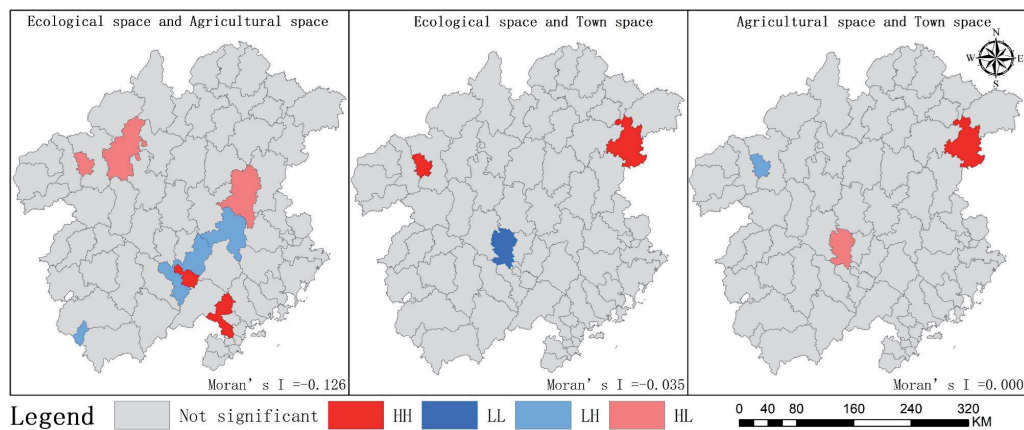 Ecological space and Agricultural space
Ecological space and Town space
Agricultural space and Town space
N
W E
S
Moran’s I =-0.126
Moran’s I =-0.035
Moran’s I =0.000
Legend Not significant HH LL LH HL
0 20 40 80 160 240 320
KM